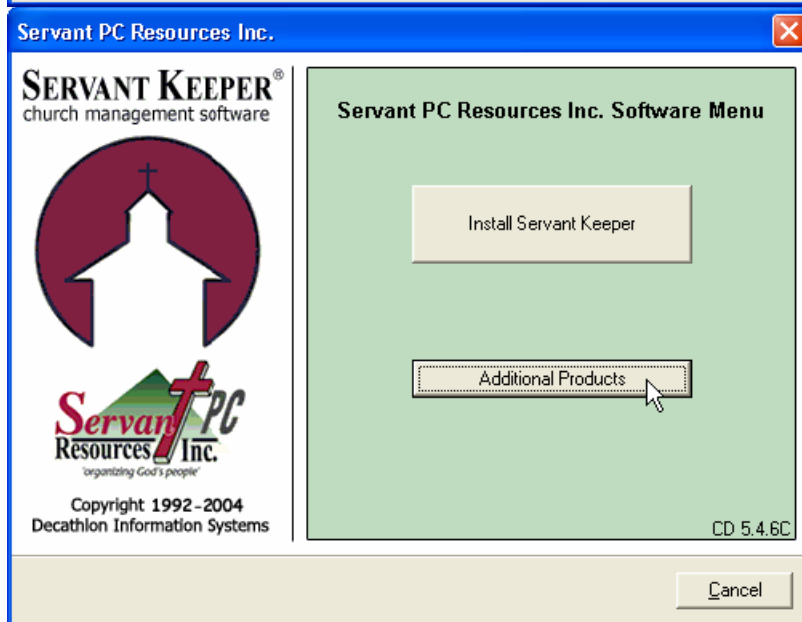 Servant PC Resources Inc.
SERVANT KEEPER®
church management software
Servant PC
Resources Inc.
'organizing God's people'
Copyright 1992-2004
Decathlon Information Systems
Servant PC Resources Inc. Software Menu
Install Servant Keeper
Additional Products
CD 5.4.6C
Cancel